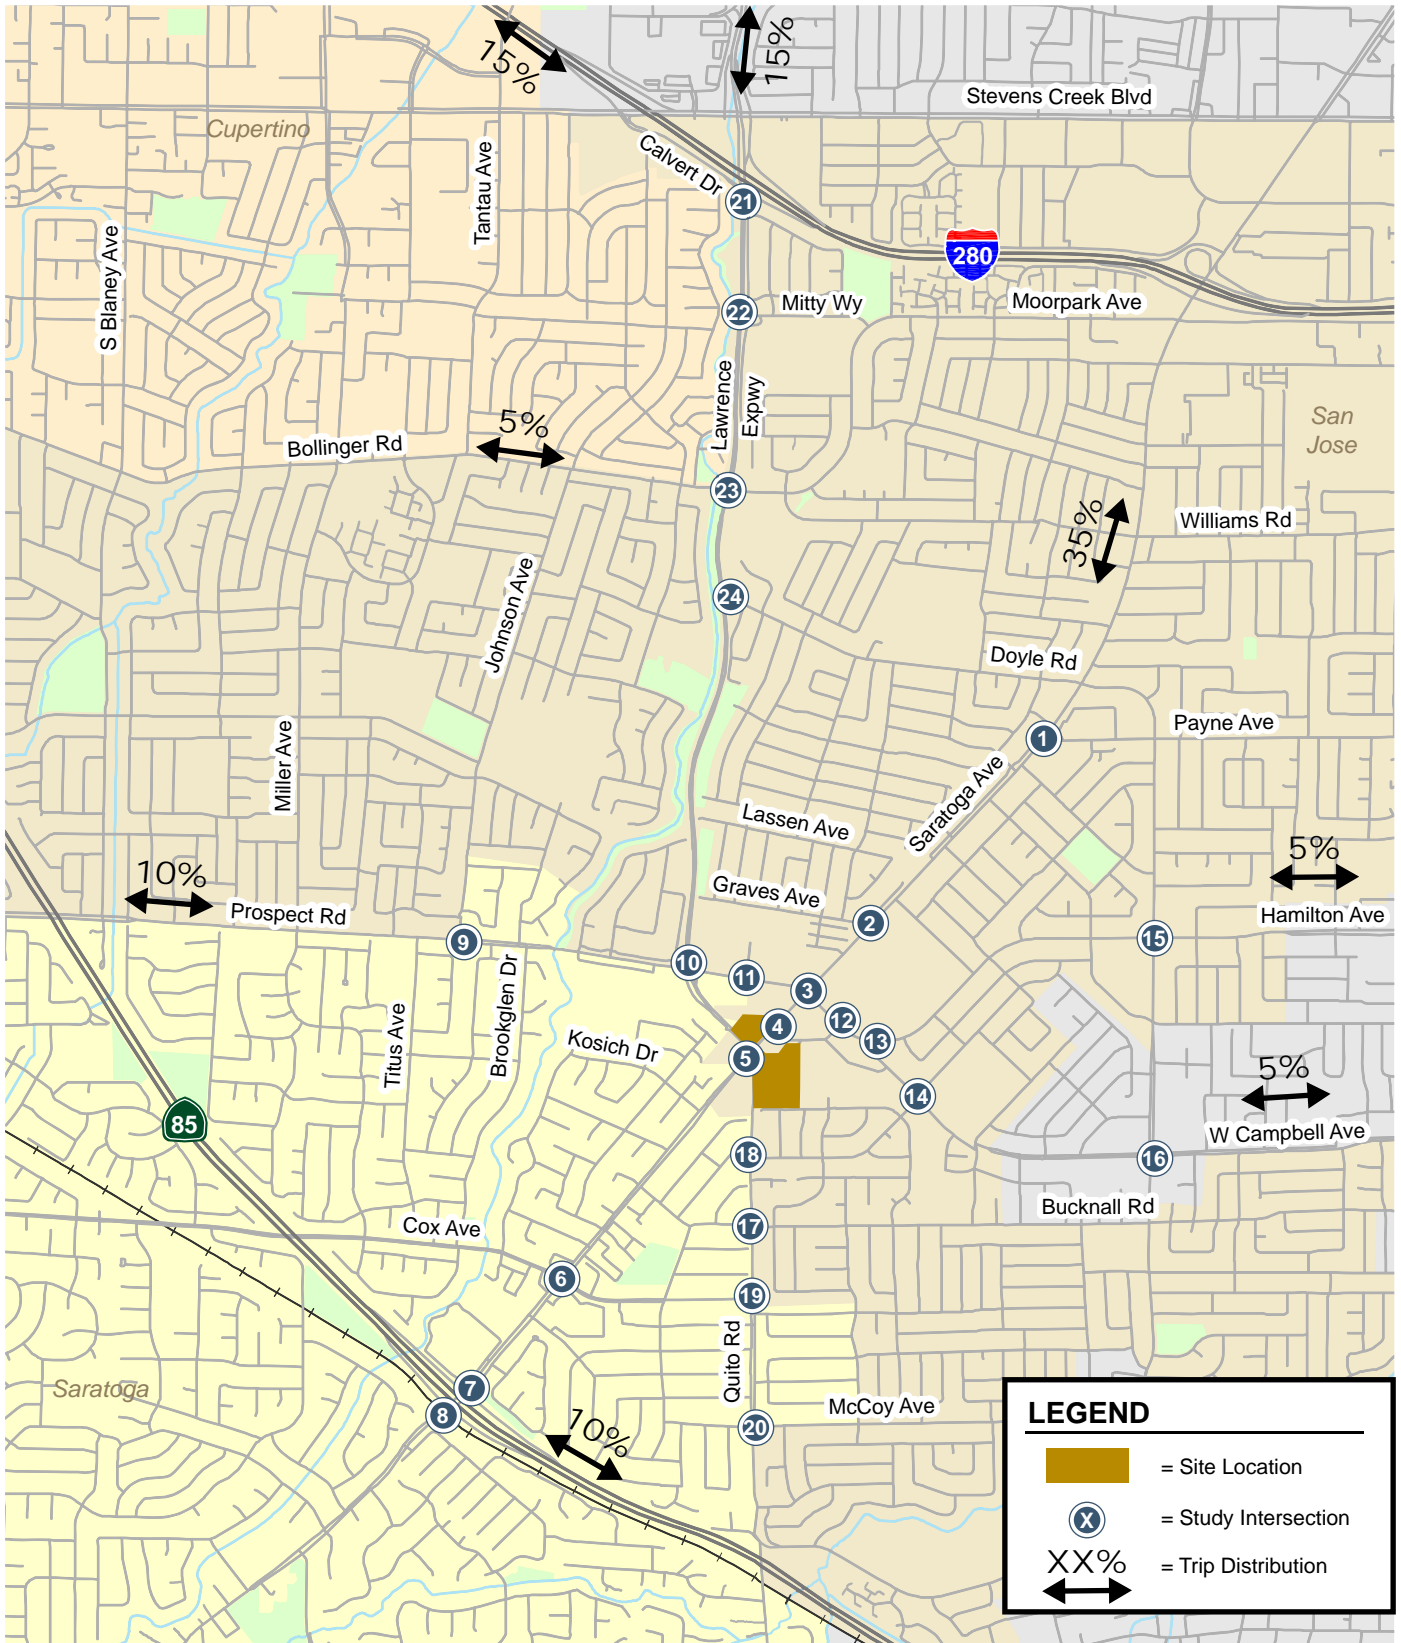 15%
15%
Stevens Creek Blvd
Cupertino
Calvert Dr
Tantau Ave
21
S Blaney Ave
280
Mitty Wy
Moorpark Ave
22
Lawrence
Expwy
San
Jose
5%
Bollinger Rd
23
35%
Williams Rd
24
Johnson Ave
Doyle Rd
Payne Ave
1
Miller Ave
Saratoga Ave
Lassen Ave
5%
10%
Graves Ave
Prospect Rd
Hamilton Ave
2
9
15
10
11
3
Brookglen Dr
12
4
13
Titus Ave
Kosich Dr
5
5%
14
85
W Campbell Ave
18
16
Bucknall Rd
Cox Ave
17
6
19
Quito Rd
Saratoga
7
8
McCoy Ave
20
10%
LEGEND
= Site Location
X
= Study Intersection
XX%
= Trip Distribution